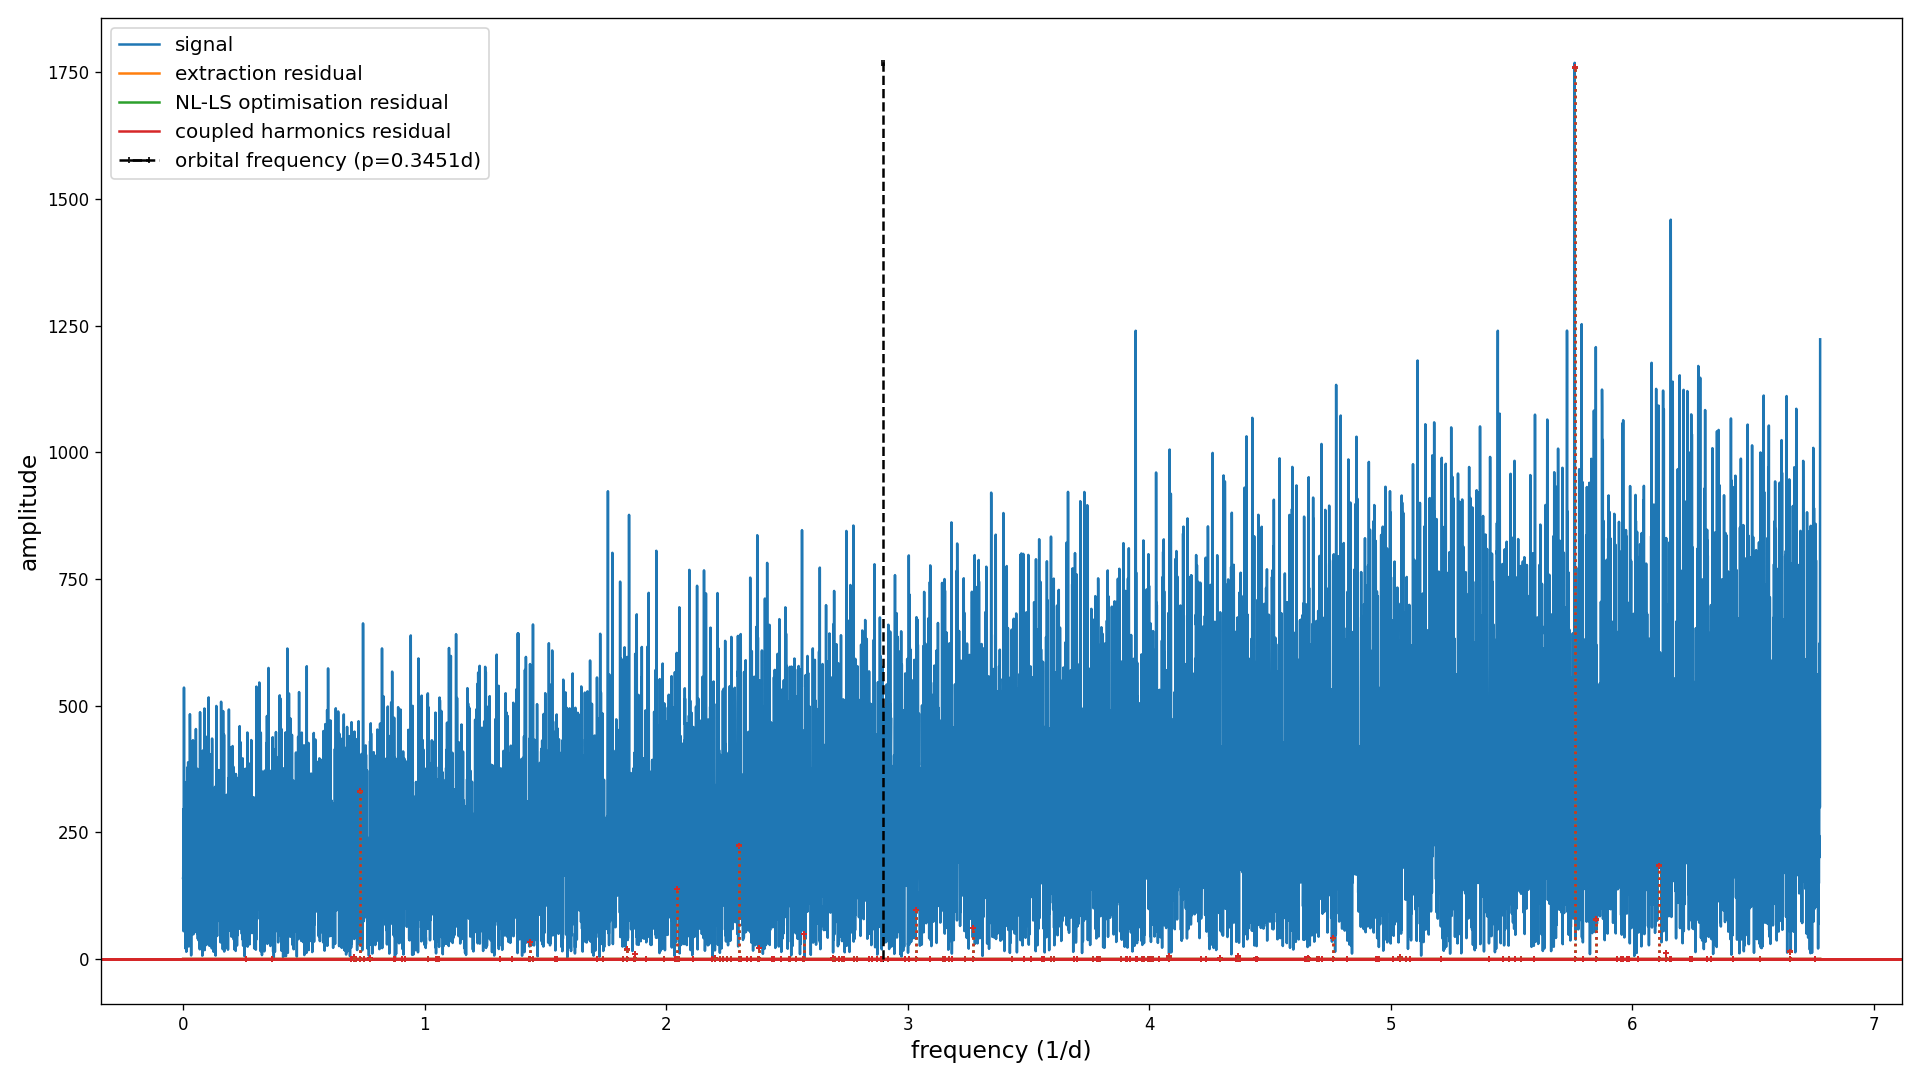 signal
extraction residual
NL-LS optimisation residual
coupled harmonics residual
orbital frequency (p=0.3451d)
1750
1500
1250
1000
750
500
250
0
amplitude
0 1 2 3 4 5 6 7
frequency (1/d)